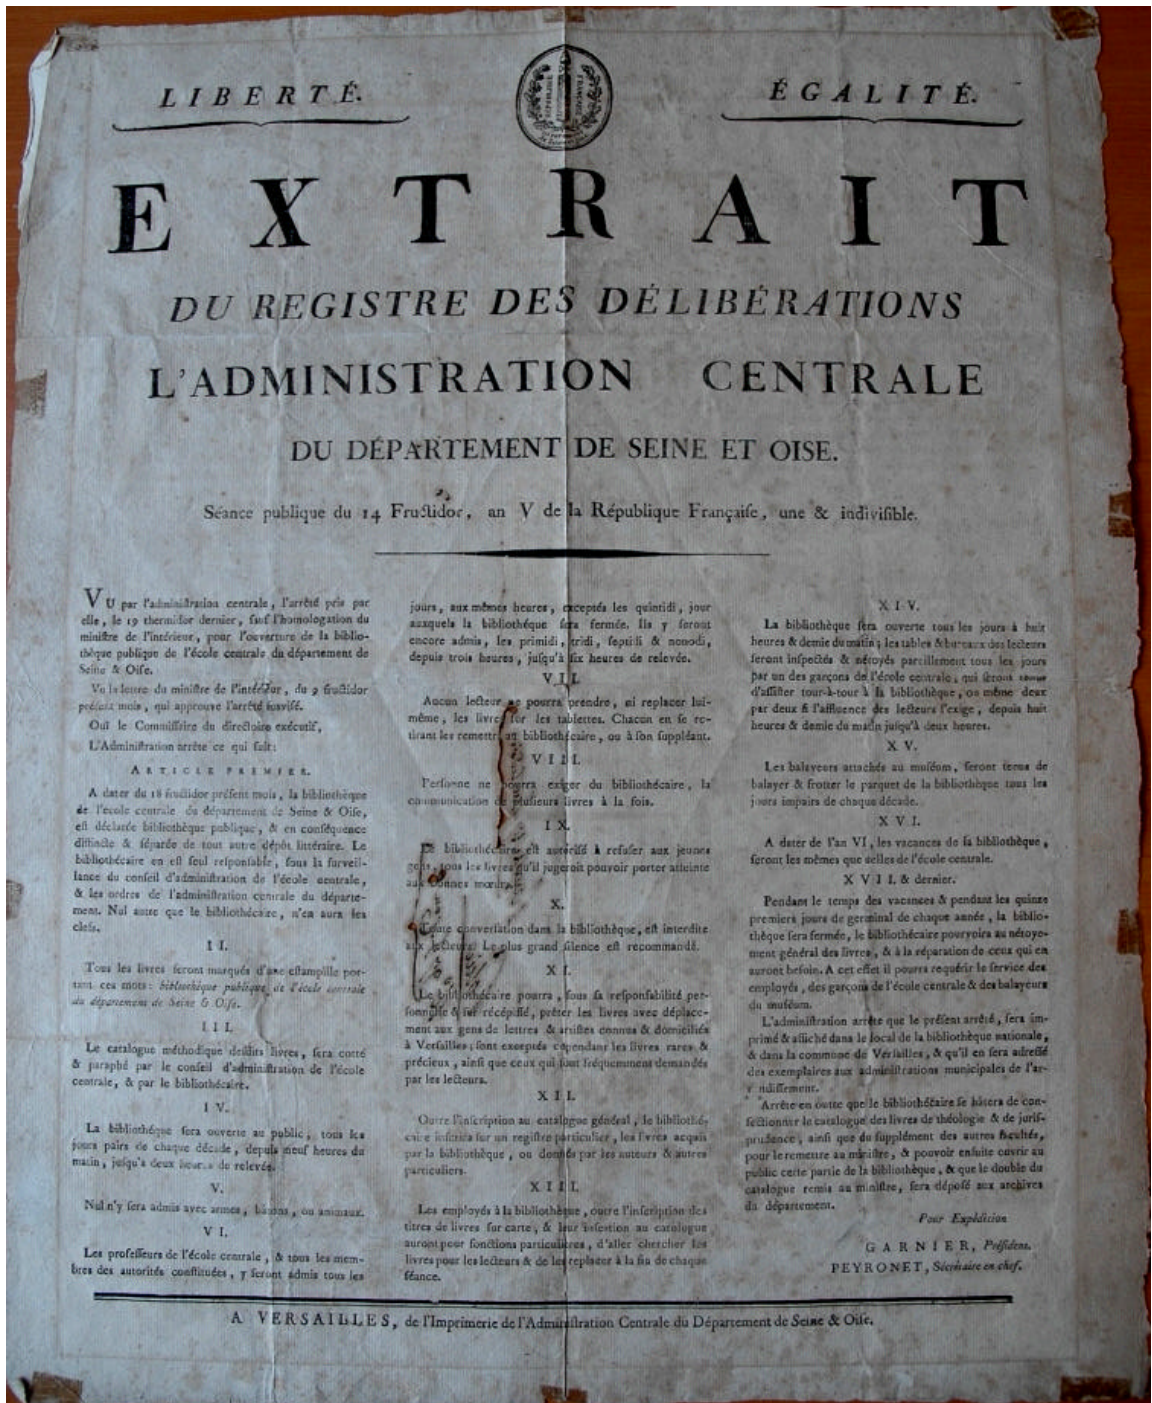 LIBERTÉ.
RÉPUBLIQUE FRANÇAISE
ÉGALITÉ.
EXTRAIT
DU REGISTRE DES DÉLIBÉRATIONS
L'ADMINISTRATION CENTRALE
DU DÉPARTEMENT DE SEINE ET OISE.
Séance publique du 14 Fructidor, an V de la République Françaiſe, une & indiviſible.
VU par l'adminiſtration centrale, l'arrêté pris par
elle, le 19 thermidor dernier, ſauf l'homologation du
miniſtre de l'intérieur, pour l'ouverture de la biblio-
thèque publique de l'école centrale du département de
Seine & Oiſe.
Vu la lettre du miniſtre de l'intérieur, du 9 fructidor
préſent mois, qui approuve l'arrêté ſuſviſé.
Ouï le Commiſſaire du directoire exécutif,
L'Adminiſtration arrête ce qui ſuit:
ARTICLE PREMIER.
A dater du 18 fructidor préſent mois, la bibliothèque
de l'école centrale du département de Seine & Oiſe,
eſt déclarée bibliothèque publique, & en conſéquence
diſtincte & ſéparée de tout autre dépôt littéraire. Le
bibliothécaire en eſt ſeul reſponſable, ſous la ſurveil-
lance du conſeil d'adminiſtration de l'école centrale,
& les ordres de l'adminiſtration centrale du départe-
ment. Nul autre que le bibliothécaire, n'en aura les
clefs.
II.
Tous les livres ſeront marqués d'une eſtampille por-
tant ces mots: bibliothèque publique de l'école centrale
du département de Seine & Oiſe.
III.
Le catalogue méthodique deſdits livres, ſera cotté
& paraphé par le conſeil d'adminiſtration de l'école
centrale, & par le bibliothécaire.
IV.
La bibliothèque ſera ouverte au public, tous les
jours pairs de chaque décade, depuis neuf heures du
matin, juſqu'à deux heures de relevée.
V.
Nul n'y ſera admis avec armes, bâtons, ou animaux.
VI.
Les profeſſeurs de l'école centrale, & tous les mem-
bres des autorités conſtituées, y ſeront admis tous les
jours, aux mêmes heures, exceptés les quintidi, jour
auxquels la bibliothèque ſera fermée. Ils y ſeront
encore admis, les primidi, tridi, ſeptidi & nonodi,
depuis trois heures, juſqu'à ſix heures de relevée.
VII.
Aucun lecteur ne pourra prendre, ni replacer lui-
même, les livres ſur les tablettes. Chacun en ſe re-
tirant les remettra au bibliothécaire, ou à ſon ſuppléant.
VIII.
Perſonne ne pourra exiger du bibliothécaire, la
communication de pluſieurs livres à la fois.
IX.
Le bibliothécaire eſt autoriſé à refuſer aux jeunes
gens, tous les livres qu'il jugeroit pouvoir porter atteinte
aux bonnes mœurs.
X.
Toute converſation dans la bibliothèque, eſt interdite
aux lecteurs. Le plus grand ſilence eſt recommandé.
XI.
Le bibliothécaire pourra, ſous ſa reſponſabilité per-
ſonnelle & ſur récépiſſé, prêter les livres avec déplace-
ment aux gens de lettres & artiſtes connus & domiciliés
à Verſailles; ſont exceptés cependant les livres rares &
précieux, ainſi que ceux qui ſont fréquemment demandés
par les lecteurs.
XII.
Outre l'inſcription au catalogue général, le bibliothé-
caire inſcrira ſur un regiſtre particulier, les livres acquis
par la bibliothèque, ou donnés par les auteurs & autres
particuliers.
XIII.
Les employés à la bibliothèque, outre l'inſcription des
titres de livres ſur carte, & leur inſertion au catalogue
auront pour fonctions particulières, d'aller chercher les
livres pour les lecteurs & de les replacer à la fin de chaque
ſéance.
XIV.
La bibliothèque ſera ouverte tous les jours à huit
heures & demie du matin; les tables & bureaux des lecteurs
ſeront inſpectés & nétoyés pareillement tous les jours
par un des garçons de l'école centrale, qui ſeront tenus
d'aſſiſter tour-à-tour à la bibliothèque, ou même deux
par deux ſi l'affluence des lecteurs l'exige, depuis huit
heures & demie du matin juſqu'à deux heures.
XV.
Les balayeurs attachés au muſéum, ſeront tenus de
balayer & frotter le parquet de la bibliothèque tous les
jours impairs de chaque décade.
XVI.
A dater de l'an VI, les vacances de la bibliothèque,
ſeront les mêmes que celles de l'école centrale.
XVII. & dernier.
Pendant le temps des vacances & pendant les quinze
premiers jours de germinal de chaque année, la biblio-
thèque ſera fermée, le bibliothécaire pourvoira au nétoye-
ment général des livres, & à la réparation de ceux qui en
auront beſoin. A cet effet il pourra requérir le ſervice des
employés, des garçons de l'école centrale & des balayeurs
du muſéum.
L'adminiſtration arrête que le préſent arrêté, ſera im-
primé & affiché dans le local de la bibliothèque nationale,
& dans la commune de Verſailles, & qu'il en ſera adreſſé
des exemplaires aux adminiſtrations municipales de l'ar-
rondiſſement.
Arrête en outre que le bibliothécaire ſe hâtera de con-
fectionner le catalogue des livres de théologie & de juriſ-
prudence, ainſi que du ſupplément des autres facultés,
pour le remettre au miniſtre, & pouvoir enſuite ouvrir au
public cette partie de la bibliothèque, & que le double du
catalogue remis au miniſtre, ſera dépoſé aux archives
du département.
Pour Expédition
GARNIER, Préſident.
PEYRONET, Sécrétaire en chef.
A VERSAILLES, de l'Imprimerie de l'Adminiſtration Centrale du Département de Seine & Oiſe.